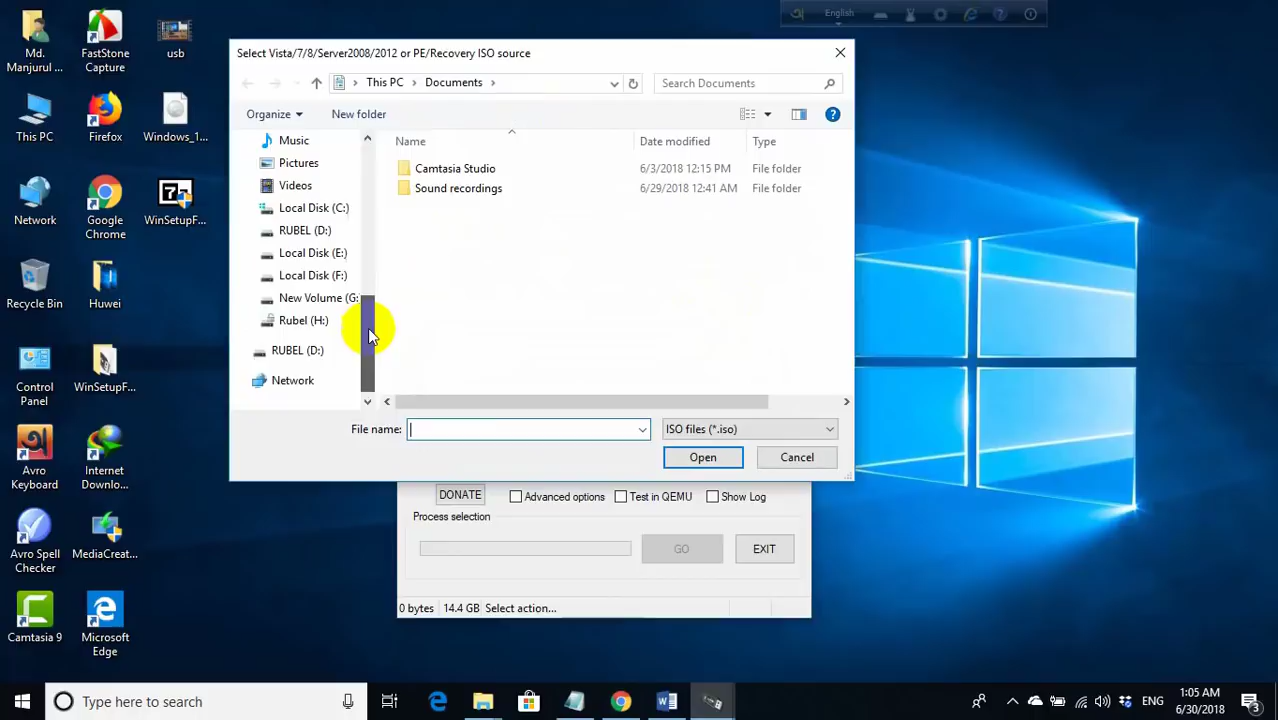 Md. Manjurul ...
FastStone Capture
usb
This PC
Firefox
Windows_1...
Network
Google Chrome
WinSetupF...
Recycle Bin
Huwei
Control Panel
WinSetupF...
Avro Keyboard
Internet Downlo...
Avro Spell Checker
MediaCreat...
Camtasia 9
Microsoft Edge
English
Select Vista/7/8/Server2008/2012 or PE/Recovery ISO source
This PC > Documents >
Search Documents
Organize
New folder
Music
Pictures
Videos
Local Disk (C:)
RUBEL (D:)
Local Disk (E:)
Local Disk (F:)
New Volume (G:
Rubel (H:)
RUBEL (D:)
Network
Name Date modified Type
Camtasia Studio 6/3/2018 12:15 PM File folder
Sound recordings 6/29/2018 12:41 AM File folder
File name:
ISO files (*.iso)
Open Cancel
DONATE Advanced options Test in QEMU Show Log
Process selection
GO EXIT
0 bytes 14.4 GB Select action...
Type here to search
ENG
1:05 AM
6/30/2018
3